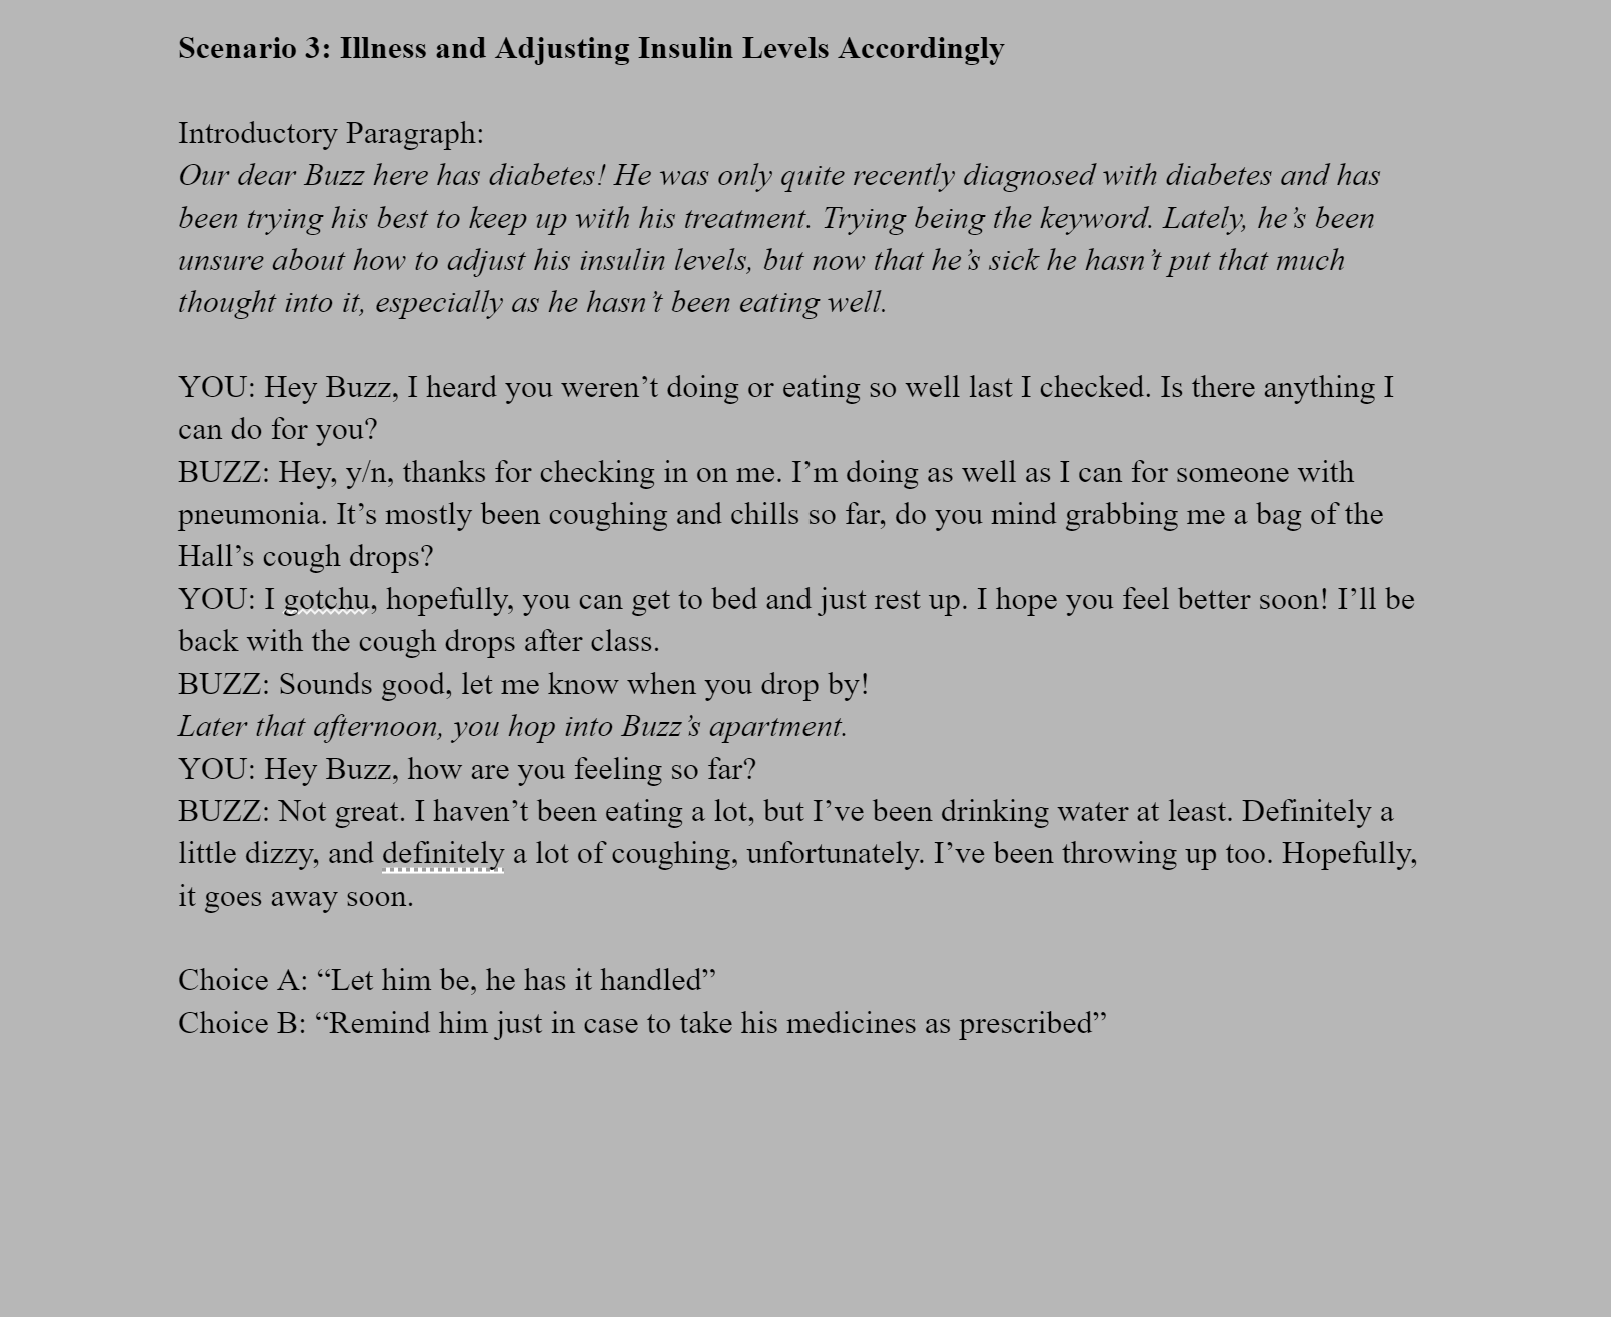 Scenario 3: Illness and Adjusting Insulin Levels Accordingly
Introductory Paragraph:
Our dear Buzz here has diabetes! He was only quite recently diagnosed with diabetes and has
been trying his best to keep up with his treatment. Trying being the keyword. Lately, he’s been
unsure about how to adjust his insulin levels, but now that he’s sick he hasn’t put that much
thought into it, especially as he hasn’t been eating well.
YOU: Hey Buzz, I heard you weren’t doing or eating so well last I checked. Is there anything I
can do for you?
BUZZ: Hey, y/n, thanks for checking in on me. I’m doing as well as I can for someone with
pneumonia. It’s mostly been coughing and chills so far, do you mind grabbing me a bag of the
Hall’s cough drops?
YOU: I gotchu, hopefully, you can get to bed and just rest up. I hope you feel better soon! I’ll be
back with the cough drops after class.
BUZZ: Sounds good, let me know when you drop by!
Later that afternoon, you hop into Buzz’s apartment.
YOU: Hey Buzz, how are you feeling so far?
BUZZ: Not great. I haven’t been eating a lot, but I’ve been drinking water at least. Definitely a
little dizzy, and definitely a lot of coughing, unfortunately. I’ve been throwing up too. Hopefully,
it goes away soon.
Choice A: “Let him be, he has it handled”
Choice B: “Remind him just in case to take his medicines as prescribed”